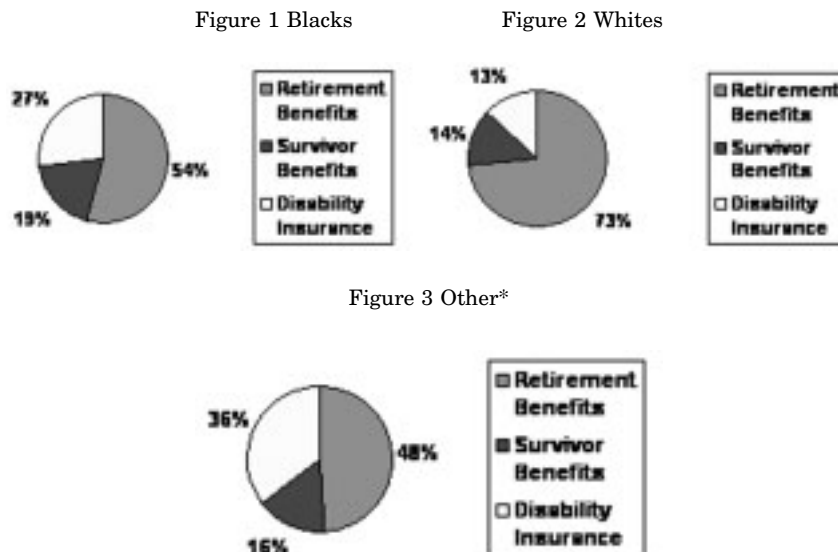 Figure 1 Blacks
27%
54%
19%
Retirement
Benefits
Survivor
Benefits
Disability
Insurance
Figure 2 Whites
13%
14%
73%
Retirement
Benefits
Survivor
Benefits
Disability
Insurance
Figure 3 Other*
36%
48%
16%
Retirement
Benefits
Survivor
Benefits
Disability
Insurance